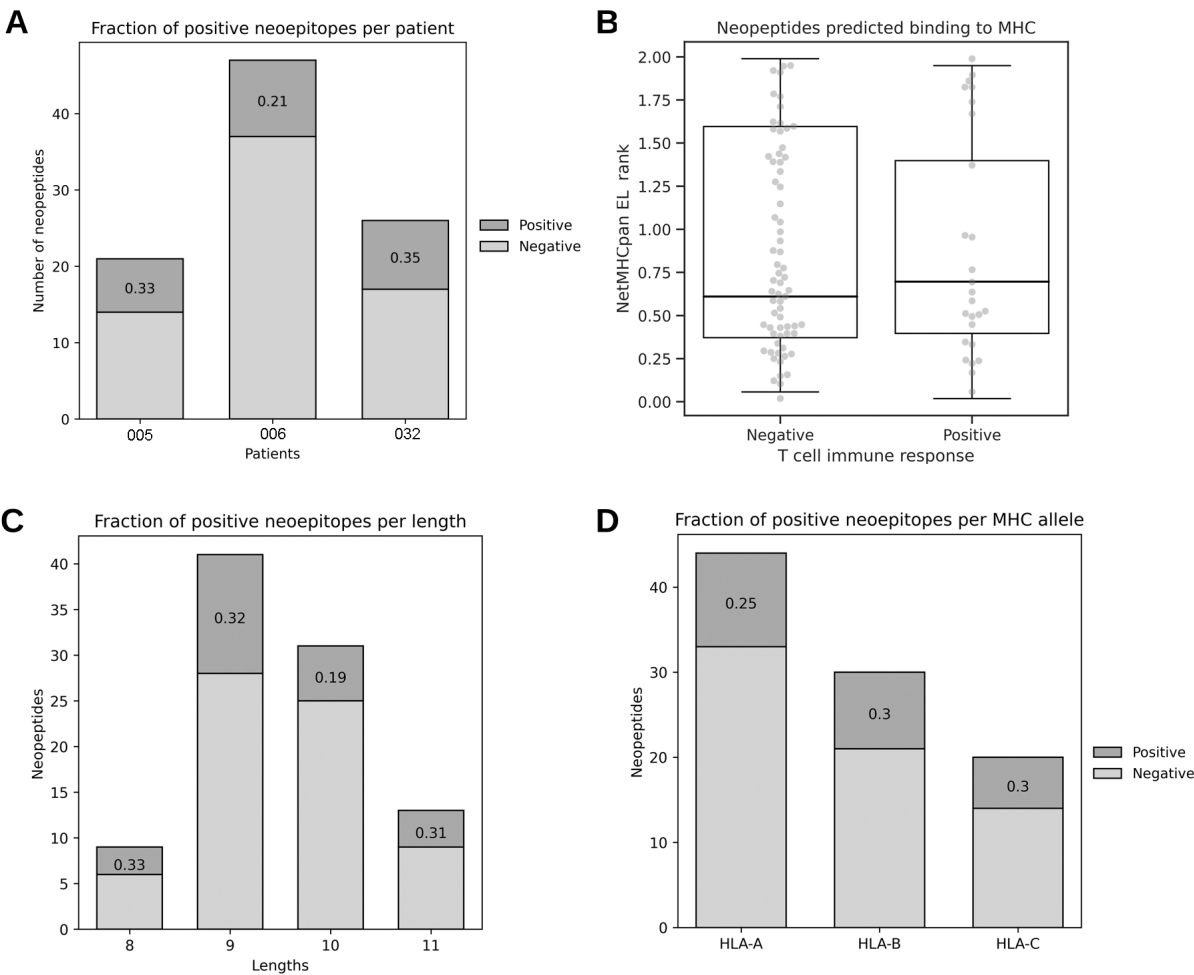 A
Fraction of positive neoepitopes per patient
Number of neopeptides
40
30
20
10
0
0.33
0.21
0.35
005
006
032
Patients
Positive
Negative
B
Neopeptides predicted binding to MHC
NetMHCpan EL rank
2.00
1.75
1.50
1.25
1.00
0.75
0.50
0.25
0.00
Negative
Positive
T cell immune response
C
Fraction of positive neoepitopes per length
Neopeptides
40
35
30
25
20
15
10
5
0
0.33
0.32
0.19
0.31
8
9
10
11
Lengths
D
Fraction of positive neoepitopes per MHC allele
Neopeptides
40
30
20
10
0
0.25
0.3
0.3
HLA-A
HLA-B
HLA-C
Positive
Negative